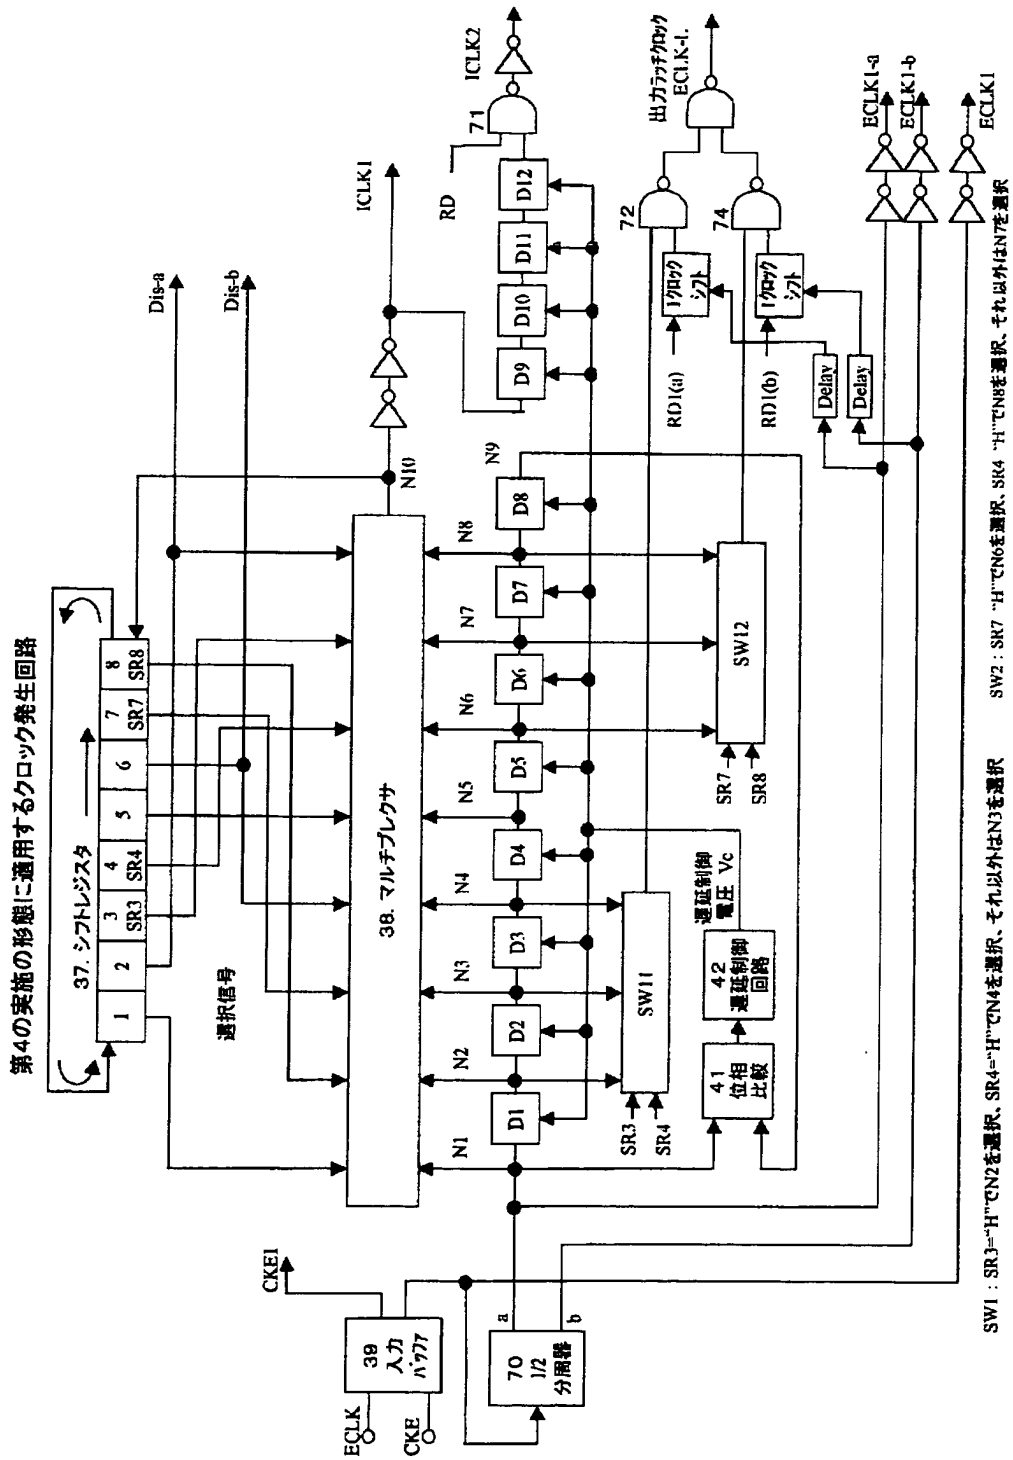 第4の実施の形態に適用するクロック発生回路
37. シフトレジスタ
1
2
3
SR3
4
SR4
5
6
7
SR7
8
SR8
選択信号
Dis-a
Dis-b
38. マルチプレクサ
N10
ICLK1
ICLK2
RD
71
CKE1
39
入力
バッファ
ECLK
CKE
70
1/2
分周器
a
b
N1
N2
N3
N4
N5
N6
N7
N8
N9
D1
D2
D3
D4
D5
D6
D7
D8
D9
D10
D11
D12
SW11
SR3
SR4
SW12
SR7
SR8
41
位相
比較
42
遅延制御
回路
遅延制御
電圧 Vc
RD1(a)
RD1(b)
1クロック
シフト
1クロック
シフト
72
74
Delay
Delay
出力ラッチクロック
ECLK-L
ECLK1-a
ECLK1-b
ECLK1
SW1 : SR3="H"でN2を選択、SR4="H"でN4を選択、それ以外はN3を選択
SW2 : SR7 "H"でN6を選択、SR4 "H"でN8を選択、それ以外はN7を選択